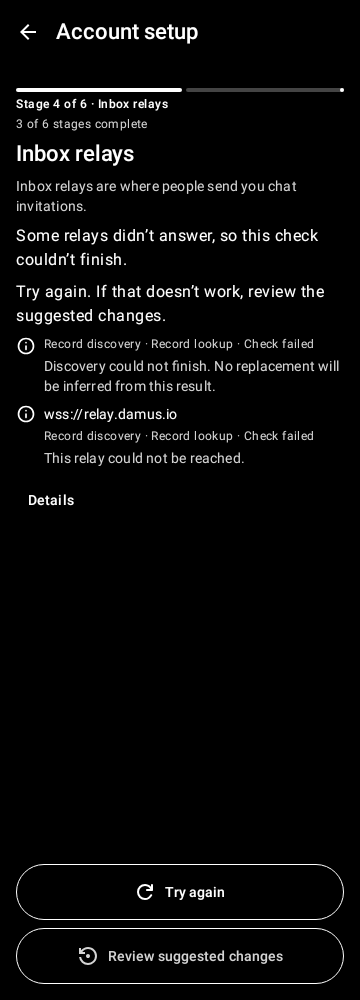 Account setup
Stage 4 of 6 · Inbox relays
3 of 6 stages complete
Inbox relays
Inbox relays are where people send you chat
invitations.
Some relays didn’t answer, so this check
couldn’t finish.
Try again. If that doesn’t work, review the
suggested changes.
Record discovery · Record lookup · Check failed
Discovery could not finish. No replacement will
be inferred from this result.
wss://relay.damus.io
Record discovery · Record lookup · Check failed
This relay could not be reached.
Details
Try again
Review suggested changes